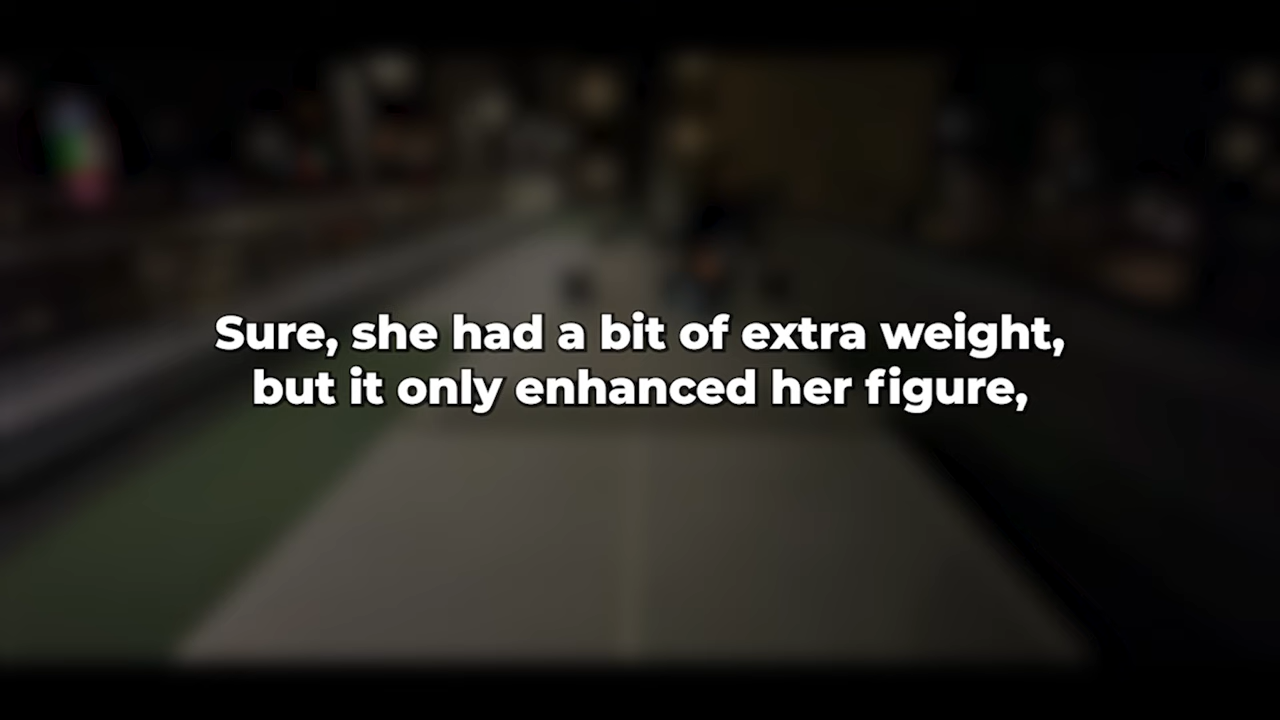 Sure, she had a bit of extra weight,
but it only enhanced her figure,